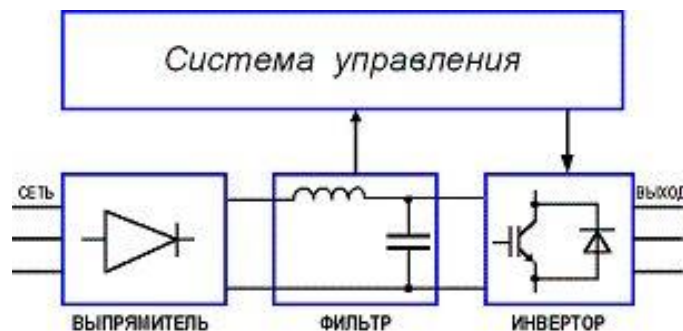 Система управления
СЕТЬ
ВЫХОД
ВЫПРЯМИТЕЛЬ
ФИЛЬТР
ИНВЕРТОР